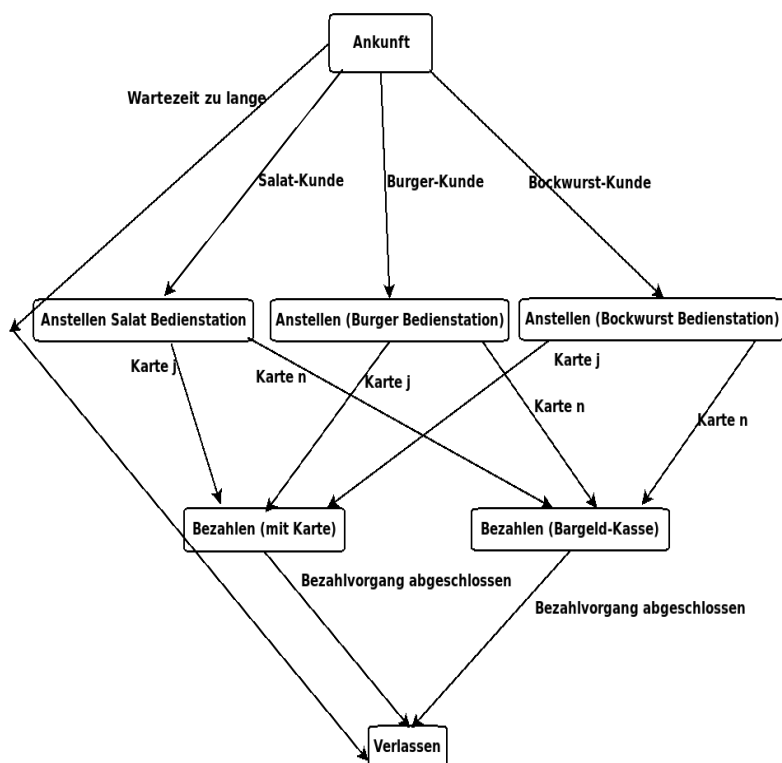 Ankunft
Wartezeit zu lange
Salat-Kunde
Burger-Kunde
Bockwurst-Kunde
Anstellen Salat Bedienstation
Anstellen (Burger Bedienstation)
Anstellen (Bockwurst Bedienstation)
Karte j
Karte n
Karte j
Karte j
Karte n
Karte n
Bezahlen (mit Karte)
Bezahlen (Bargeld-Kasse)
Bezahlvorgang abgeschlossen
Bezahlvorgang abgeschlossen
Verlassen